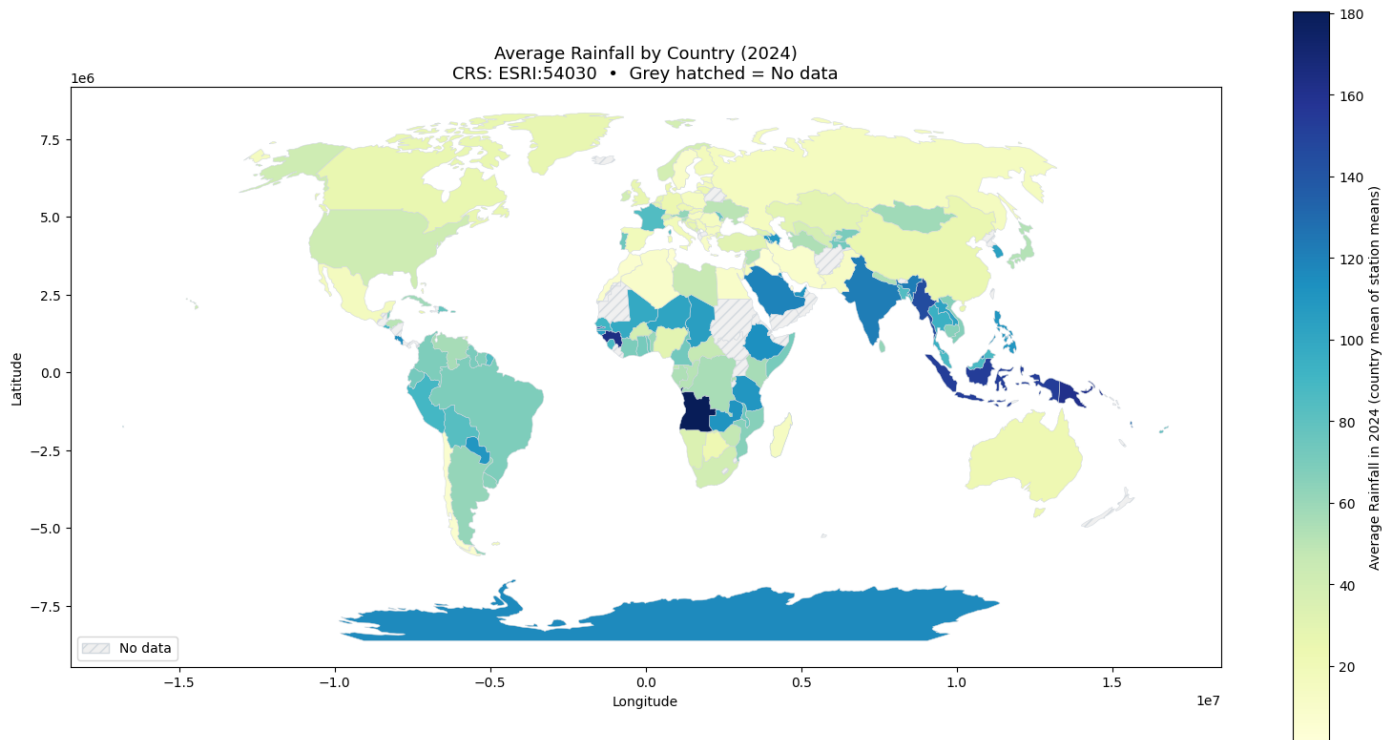 Average Rainfall by Country (2024)
CRS: ESRI:54030  •  Grey hatched = No data
1e6
7.5
5.0
2.5
0.0
−2.5
−5.0
−7.5
Latitude
No data
−1.5
−1.0
−0.5
0.0
0.5
1.0
1.5
1e7
Longitude
180
160
140
120
100
80
60
40
20
Average Rainfall in 2024 (country mean of station means)